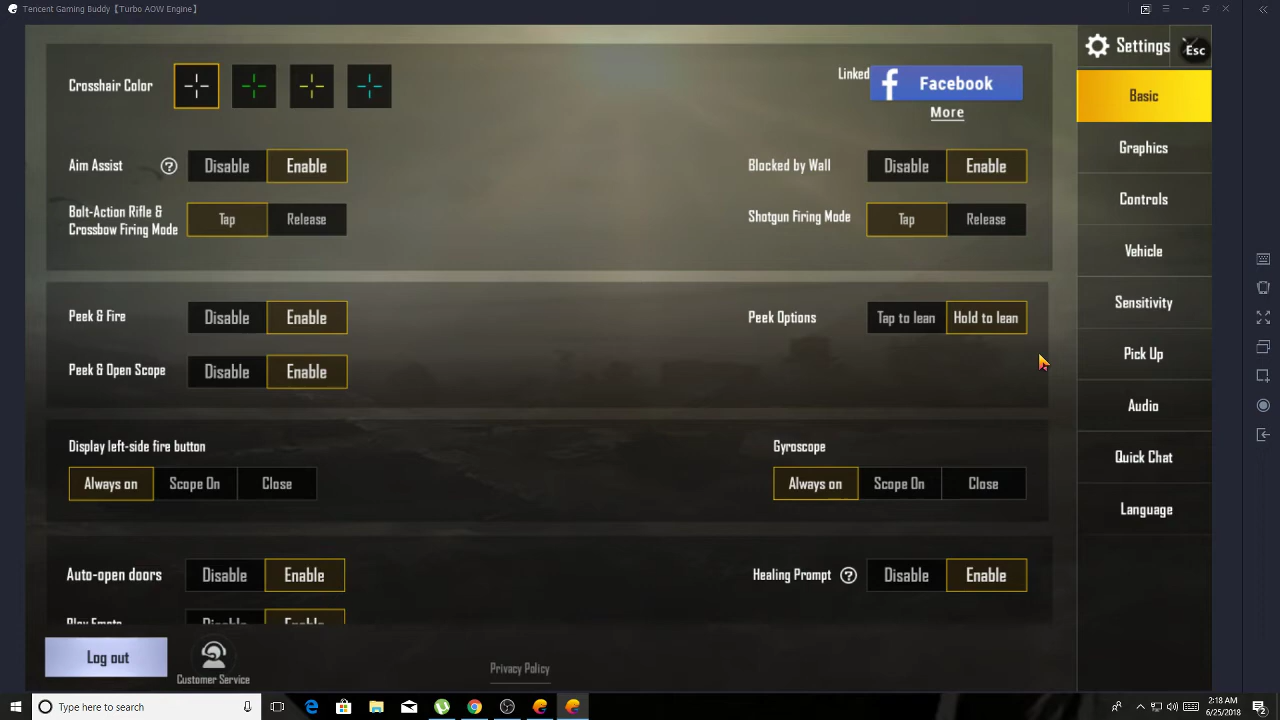 Tencent Gaming Buddy【Turbo AOW Engine】
Settings
Esc
Crosshair Color
Linked
Facebook
More
Basic
Aim Assist ? Disable Enable
Blocked by Wall Disable Enable
Graphics
Bolt-Action Rifle &
Crossbow Firing Mode
Tap Release
Shotgun Firing Mode Tap Release
Controls
Vehicle
Peek & Fire Disable Enable
Peek Options Tap to lean Hold to lean
Sensitivity
Peek & Open Scope Disable Enable
Pick Up
Audio
Display left-side fire button
Gyroscope
Quick Chat
Always on Scope On Close
Always on Scope On Close
Language
Auto-open doors Disable Enable
Healing Prompt ? Disable Enable
Disable Enable
Log out
Customer Service
Privacy Policy
Type here to search
2:18 AM
6/25/2018